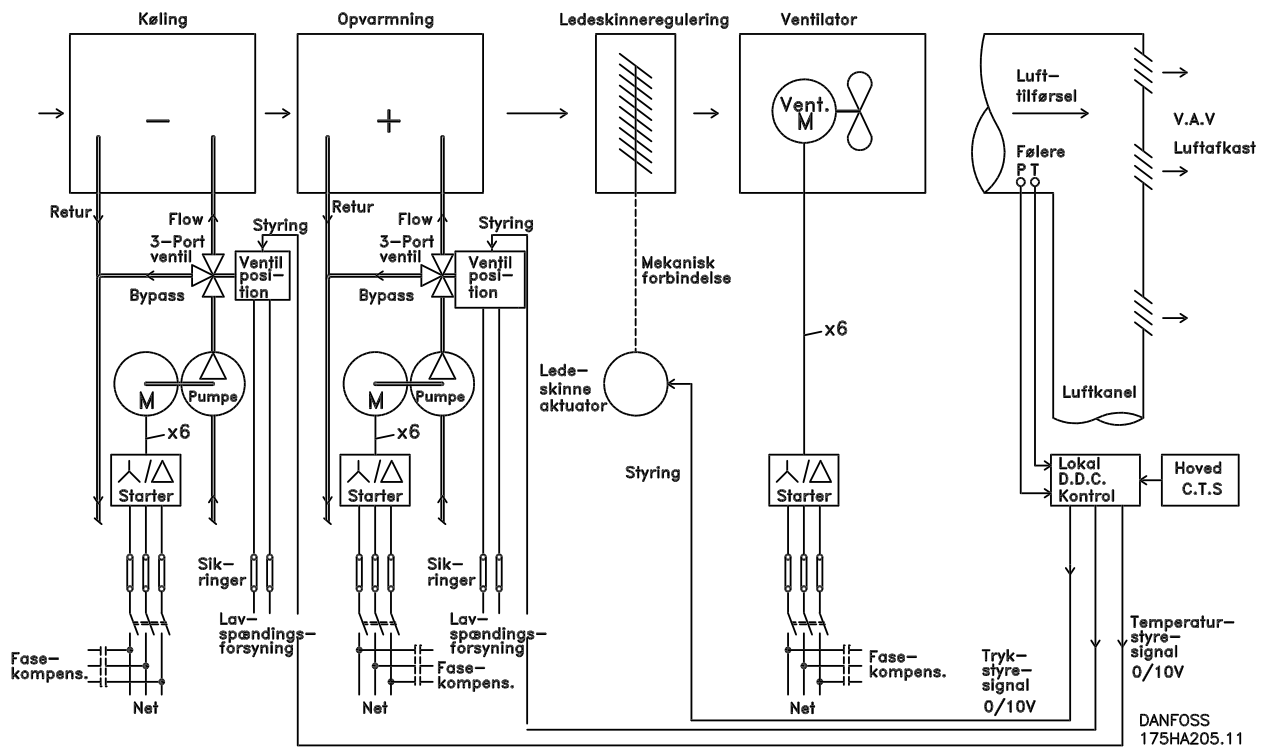 Køling
Opvarmning
Ledeskinneregulering
Ventilator
−
+
Vent.
M
Luft−
tilførsel
V.A.V
Luftafkast
Følere
P T
Retur
Flow
Styring
3−Port
ventil
Ventil
posi−
tion
Bypass
Retur
Flow
Styring
3−Port
ventil
Ventil
posi−
tion
Bypass
Mekanisk
forbindelse
x6
M
Pumpe
x6
M
Pumpe
x6
Lede−
skinne
aktuator
Luftkanel
Styring
/
Starter
/
Starter
/
Starter
Lokal
D.D.C.
Kontrol
Hoved
C.T.S
Sik−
ringer
Sik−
ringer
Lav−
spændings−
forsyning
Lav−
spændings−
forsyning
Fase−
kompens.
Fase−
kompens.
Fase−
kompens.
Net
Net
Net
Tryk−
styre−
signal
0/10V
Temperatur−
styre−
signal
0/10V
DANFOSS
175HA205.11